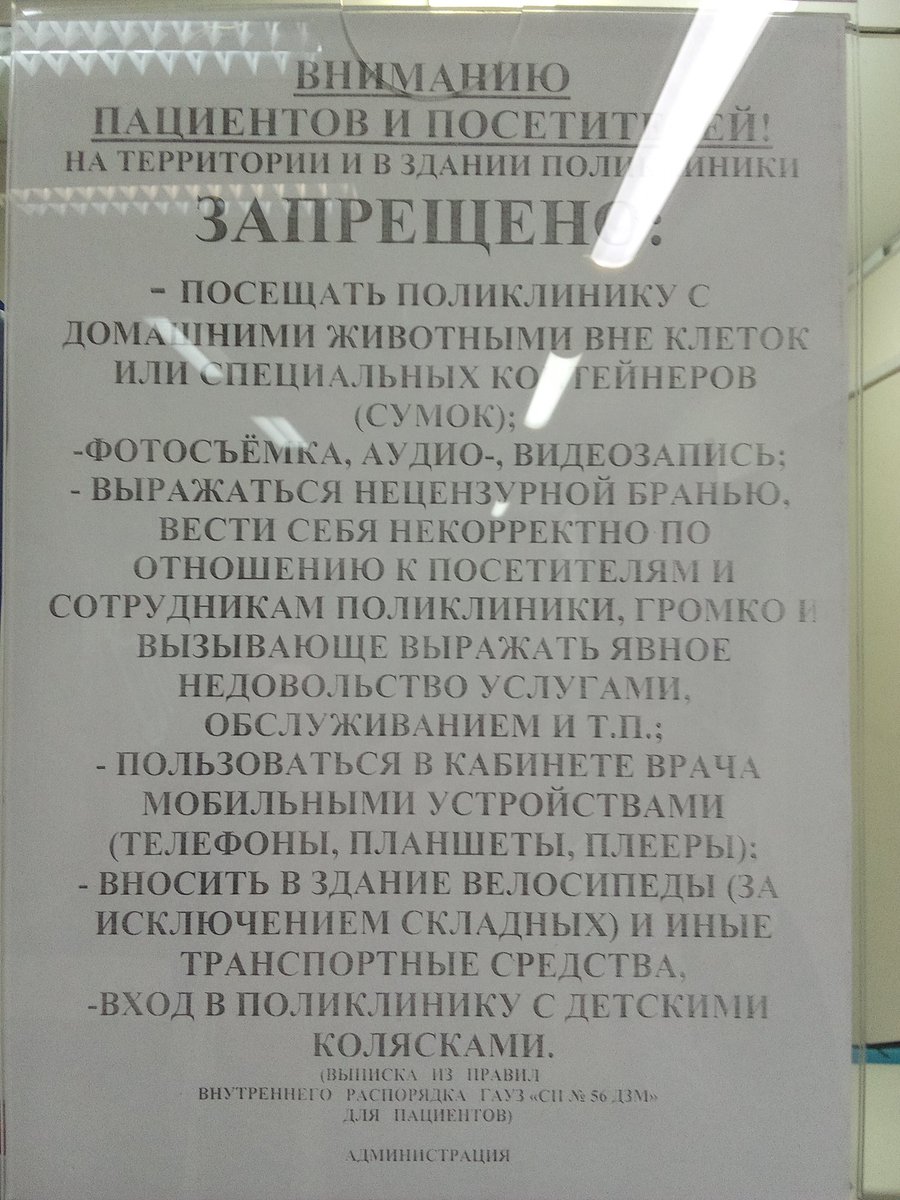 ВНИМАНИЮ
ПАЦИЕНТОВ И ПОСЕТИТЕЛЕЙ!
НА ТЕРРИТОРИИ И В ЗДАНИИ ПОЛИКЛИНИКИ
ЗАПРЕЩЕНО:
- ПОСЕЩАТЬ ПОЛИКЛИНИКУ С
ДОМАШНИМИ ЖИВОТНЫМИ ВНЕ КЛЕТОК
ИЛИ СПЕЦИАЛЬНЫХ КОНТЕЙНЕРОВ
(СУМОК);
-ФОТОСЪЁМКА, АУДИО-, ВИДЕОЗАПИСЬ;
- ВЫРАЖАТЬСЯ НЕЦЕНЗУРНОЙ БРАНЬЮ,
ВЕСТИ СЕБЯ НЕКОРРЕКТНО ПО
ОТНОШЕНИЮ К ПОСЕТИТЕЛЯМ И
СОТРУДНИКАМ ПОЛИКЛИНИКИ, ГРОМКО И
ВЫЗЫВАЮЩЕ ВЫРАЖАТЬ ЯВНОЕ
НЕДОВОЛЬСТВО УСЛУГАМИ,
ОБСЛУЖИВАНИЕМ И Т.П.;
- ПОЛЬЗОВАТЬСЯ В КАБИНЕТЕ ВРАЧА
МОБИЛЬНЫМИ УСТРОЙСТВАМИ
(ТЕЛЕФОНЫ, ПЛАНШЕТЫ, ПЛЕЕРЫ);
- ВНОСИТЬ В ЗДАНИЕ ВЕЛОСИПЕДЫ (ЗА
ИСКЛЮЧЕНИЕМ СКЛАДНЫХ) И ИНЫЕ
ТРАНСПОРТНЫЕ СРЕДСТВА,
-ВХОД В ПОЛИКЛИНИКУ С ДЕТСКИМИ
КОЛЯСКАМИ.
(ВЫПИСКА ИЗ ПРАВИЛ
ВНУТРЕННЕГО РАСПОРЯДКА ГАУЗ «СП № 56 ДЗМ»
ДЛЯ ПАЦИЕНТОВ)
АДМИНИСТРАЦИЯ